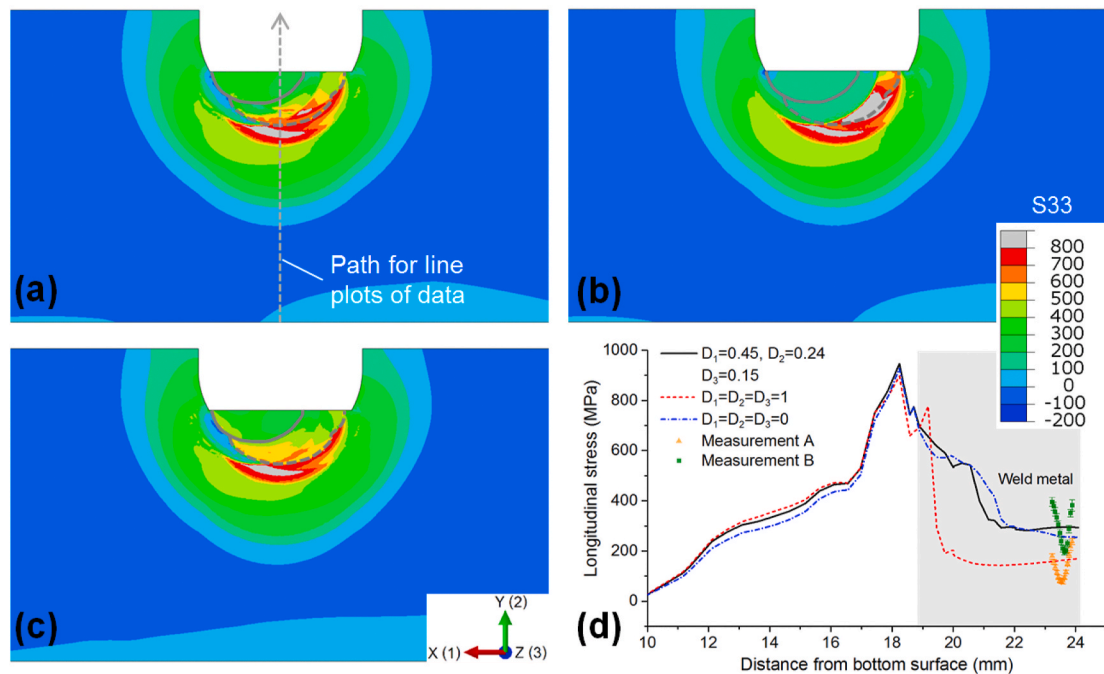 (a)
Path for line
plots of data
(b)
S33
800
700
600
500
400
300
200
100
0
-100
-200
(c)
Y (2)
X (1)
Z (3)
(d)
Longitudinal stress (MPa)
1000
800
600
400
200
0
D₁=0.45, D₂=0.24
D₃=0.15
D₁=D₂=D₃=1
D₁=D₂=D₃=0
Measurement A
Measurement B
Weld metal
10 12 14 16 18 20 22 24
Distance from bottom surface (mm)